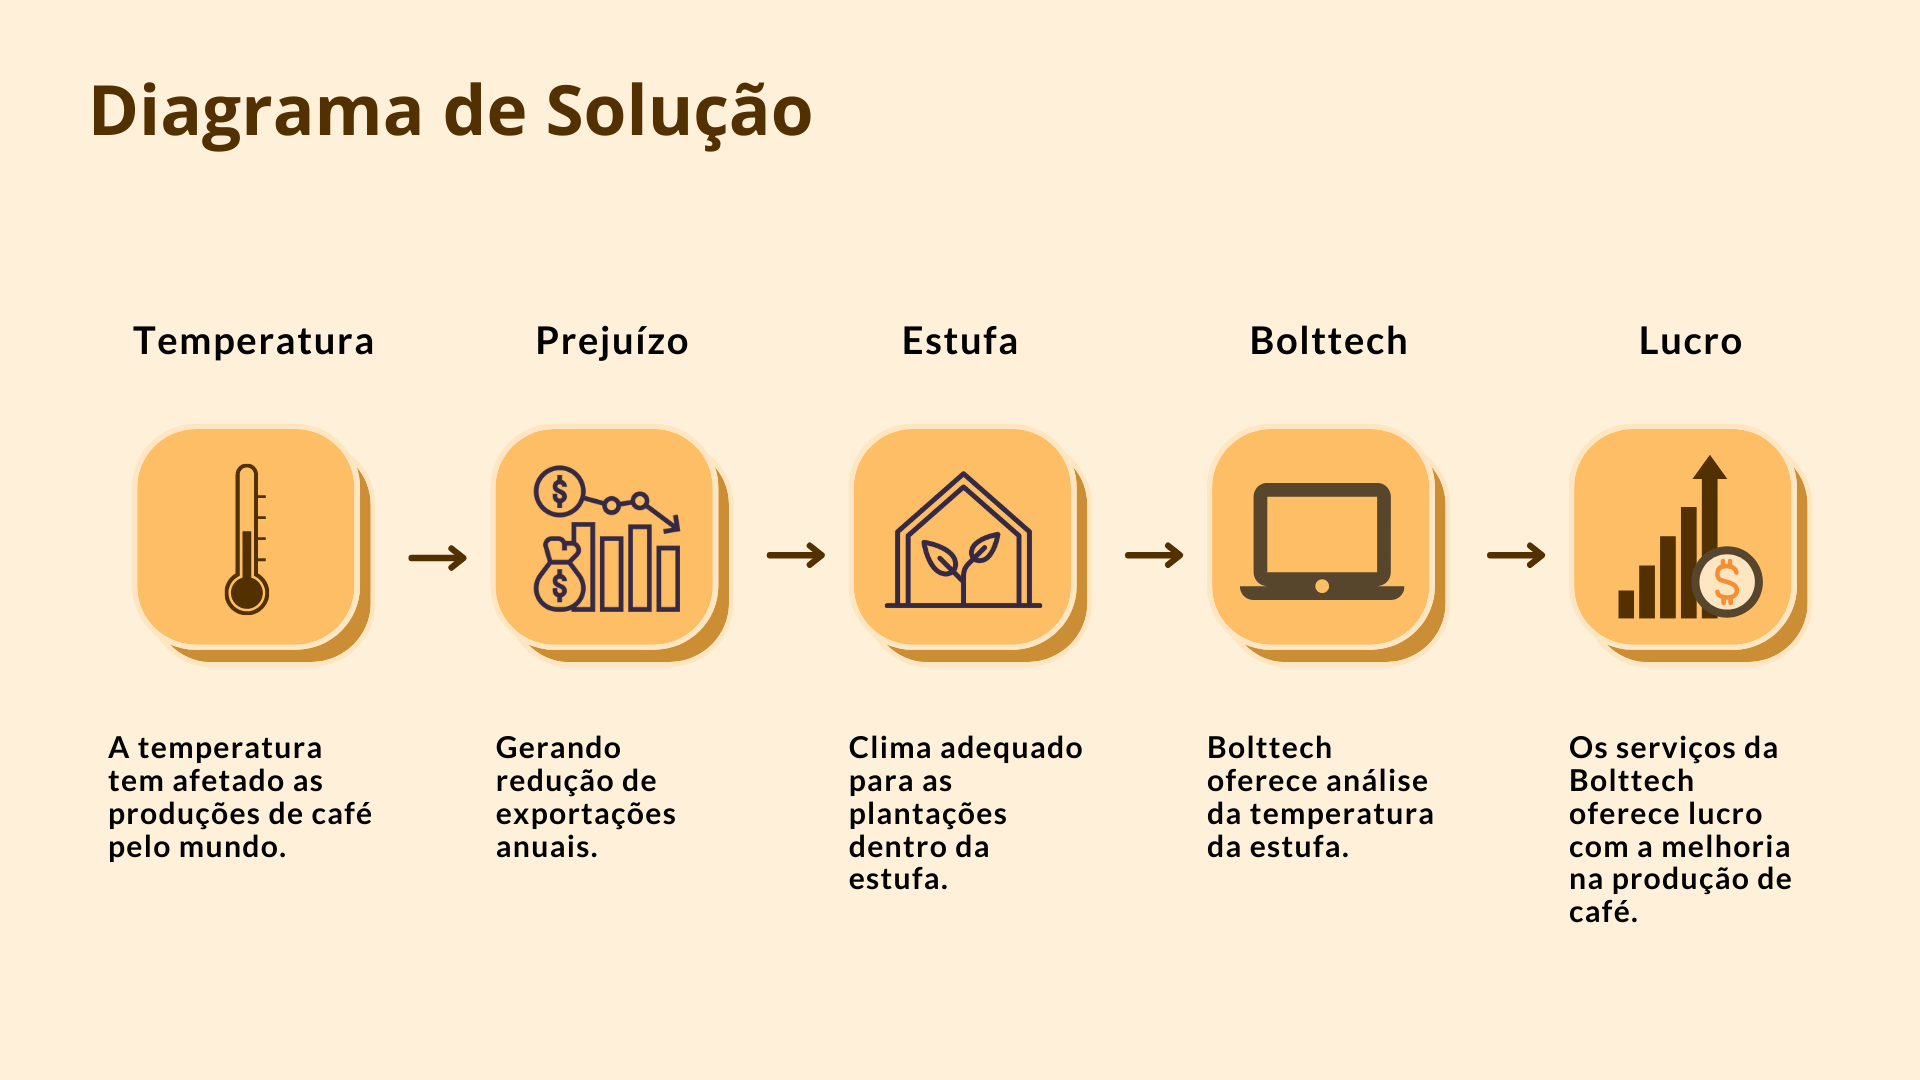 Diagrama de Solução
Temperatura
Prejuízo
Estufa
Bolttech
Lucro
$
$
$
A temperatura
tem afetado as
produções de café
pelo mundo.
Gerando
redução de
exportações
anuais.
Clima adequado
para as
plantações
dentro da
estufa.
Bolttech
oferece análise
da temperatura
da estufa.
Os serviços da
Bolttech
oferece lucro
com a melhoria
na produção de
café.